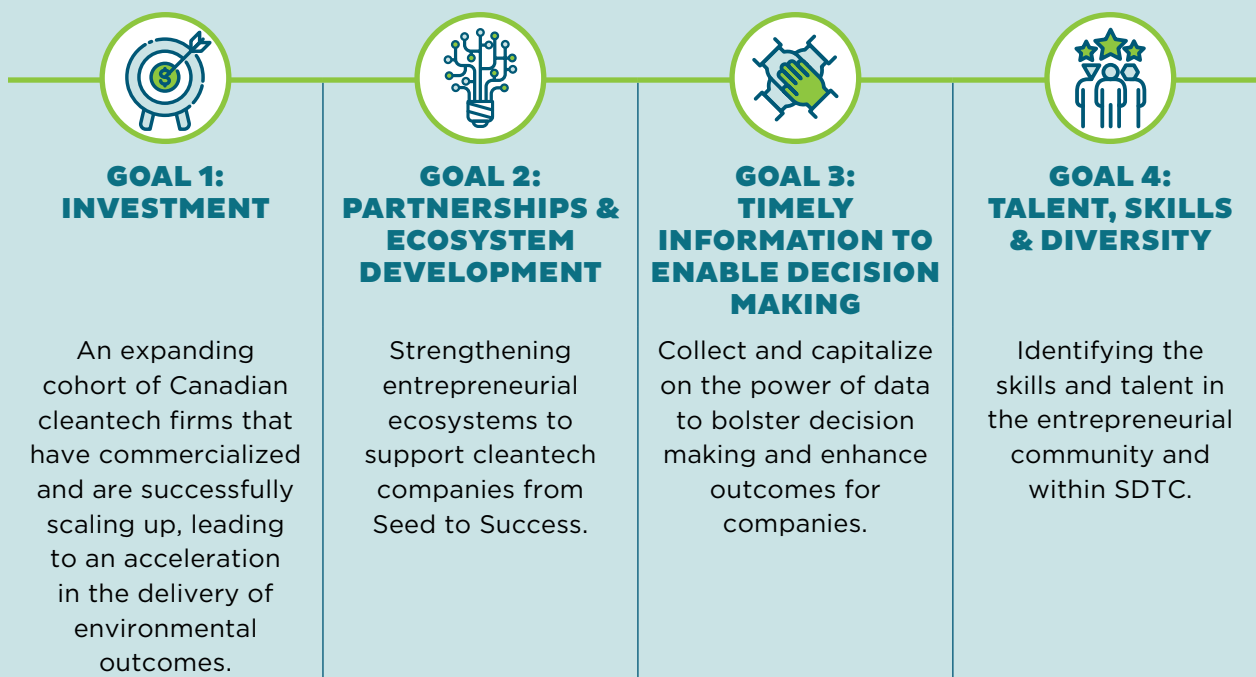 GOAL 1:
INVESTMENT
An expanding
cohort of Canadian
cleantech firms that
have commercialized
and are successfully
scaling up, leading
to an acceleration
in the delivery of
environmental
outcomes.
GOAL 2:
PARTNERSHIPS &
ECOSYSTEM
DEVELOPMENT
Strengthening
entrepreneurial
ecosystems to
support cleantech
companies from
Seed to Success.
GOAL 3:
TIMELY
INFORMATION TO
ENABLE DECISION
MAKING
Collect and capitalize
on the power of data
to bolster decision
making and enhance
outcomes for
companies.
GOAL 4:
TALENT, SKILLS
& DIVERSITY
Identifying the
skills and talent in
the entrepreneurial
community and
within SDTC.